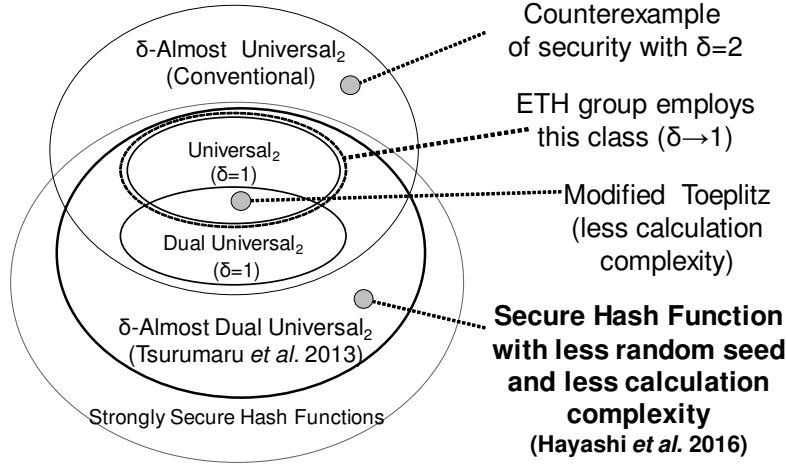 δ-Almost Universal₂
(Conventional)
Universal₂
(δ=1)
Dual Universal₂
(δ=1)
δ-Almost Dual Universal₂
(Tsurumaru et al. 2013)
Strongly Secure Hash Functions
Counterexample
of security with δ=2
ETH group employs
this class (δ→1)
Modified Toeplitz
(less calculation
complexity)
Secure Hash Function
with less random seed
and less calculation
complexity
(Hayashi et al. 2016)